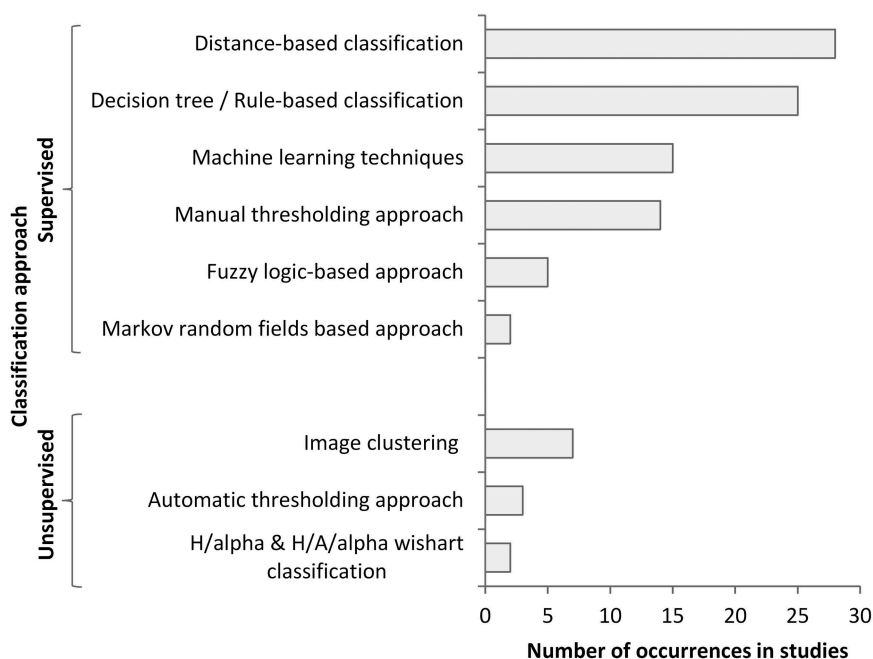 Classification approach
Supervised
Distance-based classification
Decision tree / Rule-based classification
Machine learning techniques
Manual thresholding approach
Fuzzy logic-based approach
Markov random fields based approach
Unsupervised
Image clustering
Automatic thresholding approach
H/alpha & H/A/alpha wishart
classification
0 5 10 15 20 25 30
Number of occurrences in studies